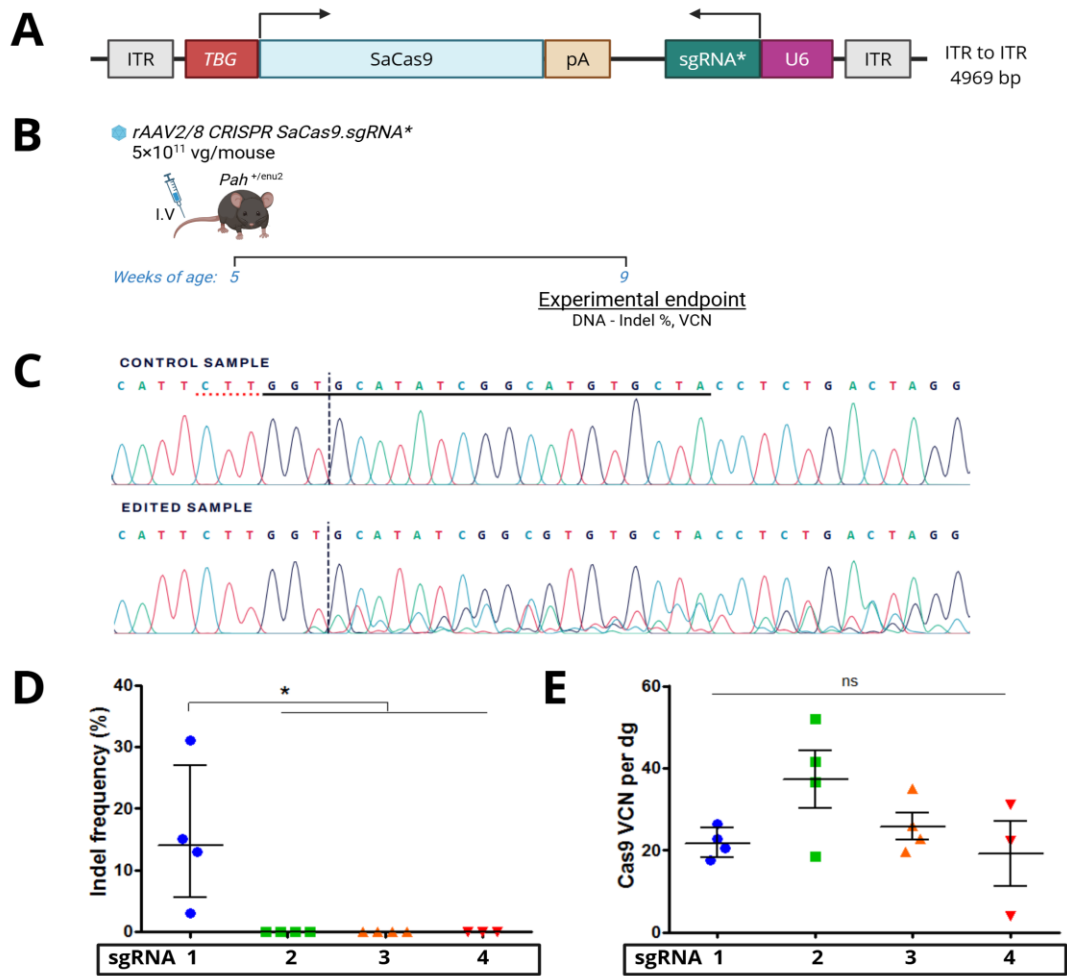 A
ITR TBG SaCas9 pA sgRNA* U6 ITR
ITR to ITR
4969 bp
B
rAAV2/8 CRISPR SaCas9.sgRNA*
5×10¹¹ vg/mouse
Pah +/enu2
I.V
Weeks of age: 5 9
Experimental endpoint
DNA - Indel %, VCN
C
CONTROL SAMPLE
C A T T C T T G G T G C A T A T C G G C A T G T G C T A C C T C T G A C T A G G
EDITED SAMPLE
C A T T C T T G G T G C A T A T C G G C G T G T G C T A C C T C T G A C T A G G
D
Indel frequency (%)
40
30
20
10
0
*
sgRNA 1 2 3 4
E
Cas9 VCN per dg
60
40
20
0
ns
sgRNA 1 2 3 4